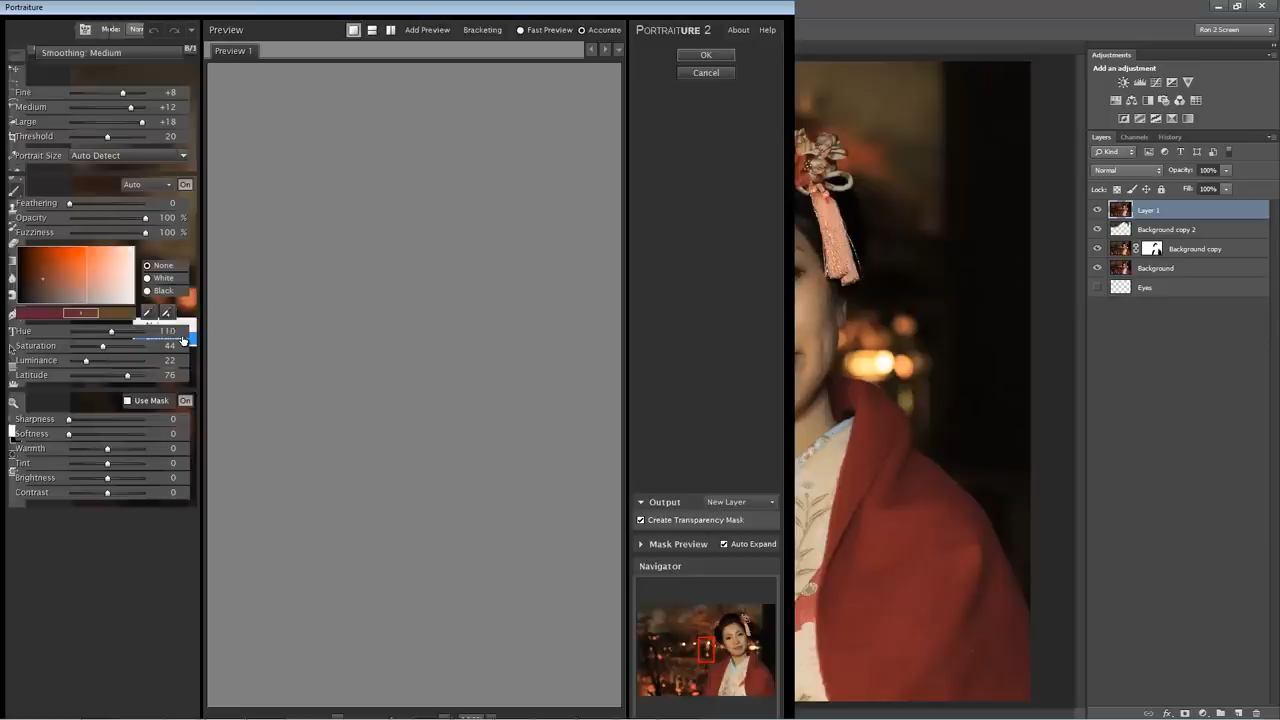 Portraiture
Mode:
Smoothing: Medium
Fine +8
Medium +12
Large +18
Threshold 20
Portrait Size Auto Detect
Auto On
Feathering 0
Opacity 100 %
Fuzziness 100 %
None
White
Black
Hue 110
Saturation 44
Luminance 22
Latitude 76
Use Mask On
Sharpness 0
Softness 0
Warmth 0
Tint 0
Brightness 0
Contrast 0
Preview
Add Preview Bracketing Fast Preview Accurate
Preview 1
PORTRAITURE 2 About Help
OK
Cancel
Output New Layer
Create Transparency Mask
Mask Preview Auto Expand
Navigator
Ron 2 Screen
Adjustments
Add an adjustment
Layers Channels History
Kind
Normal Opacity: 100%
Lock: Fill: 100%
Layer 1
Background copy 2
Background copy
Background
Eyes